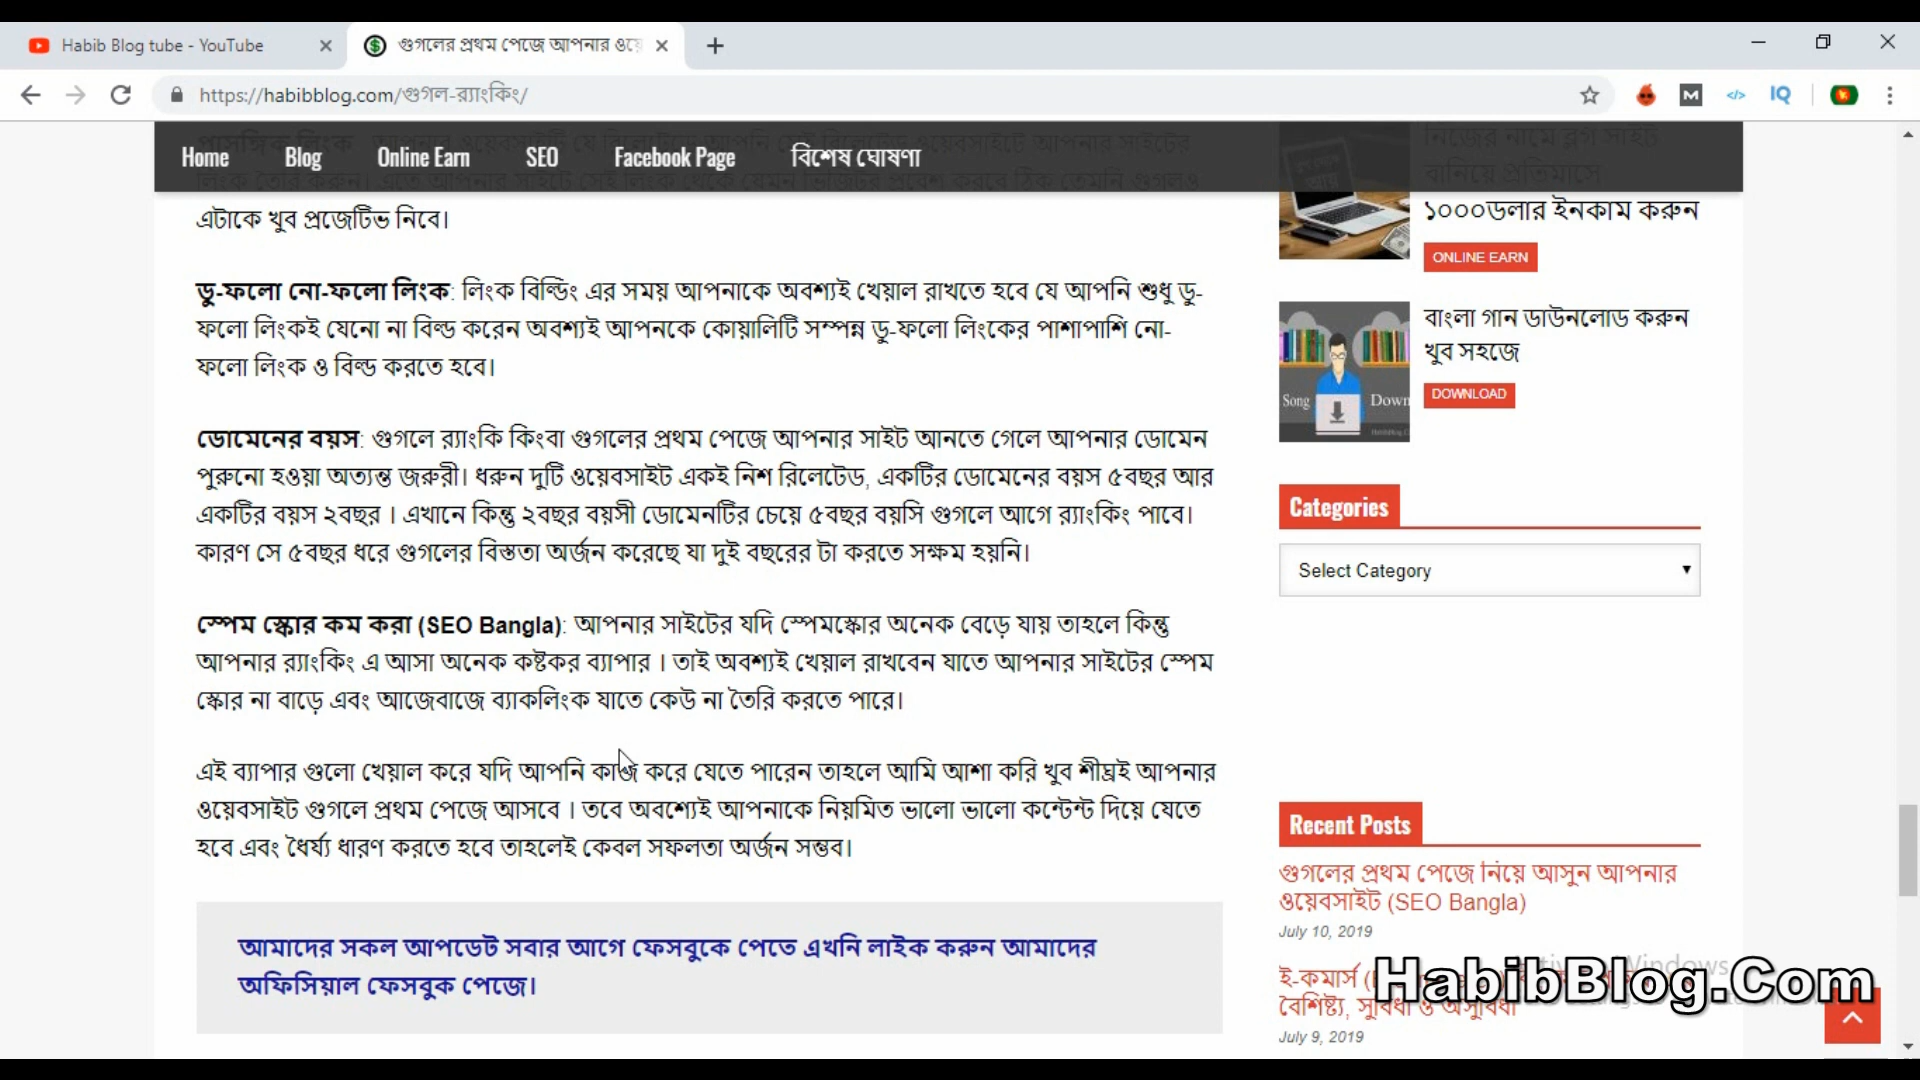 Habib Blog tube - YouTube
গুগলের প্রথম পেজে আপনার ওয়ে
https://habibblog.com/গুগল-র‍্যাংকিং/
Home Blog Online Earn SEO Facebook Page বিশেষ ঘোষণা
এটাকে খুব প্রজেটিভ নিবে।
ডু-ফলো নো-ফলো লিংক: লিংক বিল্ডিং এর সময় আপনাকে অবশ্যই খেয়াল রাখতে হবে যে আপনি শুধু ডু-
ফলো লিংকই যেনো না বিল্ড করেন অবশ্যই আপনকে কোয়ালিটি সম্পন্ন ডু-ফলো লিংকের পাশাপাশি নো-
ফলো লিংক ও বিল্ড করতে হবে।
ডোমেনের বয়স: গুগলে র‍্যাংকি কিংবা গুগলের প্রথম পেজে আপনার সাইট আনতে গেলে আপনার ডোমেন
পুরুনো হওয়া অত্যন্ত জরুরী। ধরুন দুটি ওয়েবসাইট একই নিশ রিলেটেড, একটির ডোমেনের বয়স ৫বছর আর
একটির বয়স ২বছর । এখানে কিন্তু ২বছর বয়সী ডোমেনটির চেয়ে ৫বছর বয়সি গুগলে আগে র‍্যাংকিং পাবে।
কারণ সে ৫বছর ধরে গুগলের বিস্ততা অর্জন করেছে যা দুই বছরের টা করতে সক্ষম হয়নি।
স্পেম স্কোর কম করা (SEO Bangla): আপনার সাইটের যদি স্পেমস্কোর অনেক বেড়ে যায় তাহলে কিন্তু
আপনার র‍্যাংকিং এ আসা অনেক কষ্টকর ব্যাপার । তাই অবশ্যই খেয়াল রাখবেন যাতে আপনার সাইটের স্পেম
স্কোর না বাড়ে এবং আজেবাজে ব্যাকলিংক যাতে কেউ না তৈরি করতে পারে।
এই ব্যাপার গুলো খেয়াল করে যদি আপনি কাজ করে যেতে পারেন তাহলে আমি আশা করি খুব শীঘ্রই আপনার
ওয়েবসাইট গুগলে প্রথম পেজে আসবে । তবে অবশ্যেই আপনাকে নিয়মিত ভালো ভালো কন্টেন্ট দিয়ে যেতে
হবে এবং ধৈর্য্য ধারণ করতে হবে তাহলেই কেবল সফলতা অর্জন সম্ভব।
আমাদের সকল আপডেট সবার আগে ফেসবুকে পেতে এখনি লাইক করুন আমাদের
অফিসিয়াল ফেসবুক পেজে।
নিজের নামে ব্লগ সাইট
বানিয়ে প্রতিমাসে
১০০০ডলার ইনকাম করুন
ONLINE EARN
বাংলা গান ডাউনলোড করুন
খুব সহজে
DOWNLOAD
Song Down
Categories
Select Category
Recent Posts
গুগলের প্রথম পেজে নিয়ে আসুন আপনার
ওয়েবসাইট (SEO Bangla)
July 10, 2019
ই-কমার্স
বৈশিষ্ট্য, সুবিধা ও অসুবিধা
July 9, 2019
HabibBlog.Com